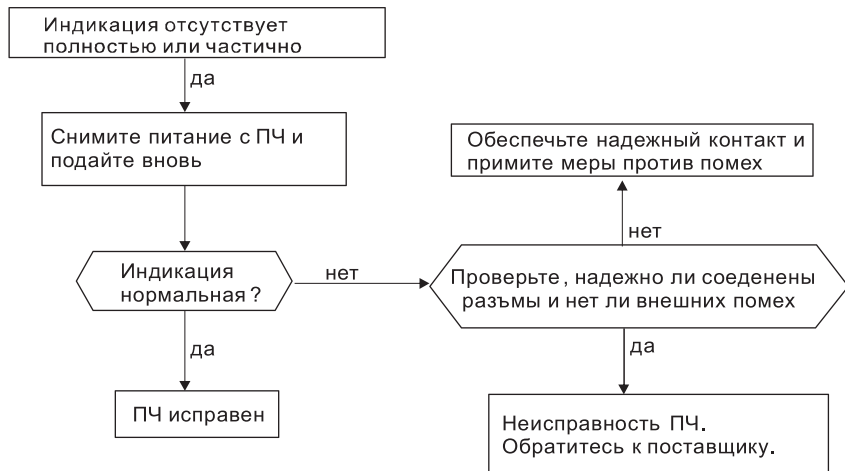 Индикация отсутствует
полностью или частично
да
Снимите питание с ПЧ и
подайте вновь
Обеспечьте надежный контакт и
примите меры против помех
нет
Индикация
нормальная ?
нет
Проверьте , надежно ли соеденены
разъмы и нет ли внешних помех
да
да
ПЧ исправен
Неисправность ПЧ.
Обратитесь к поставщику.